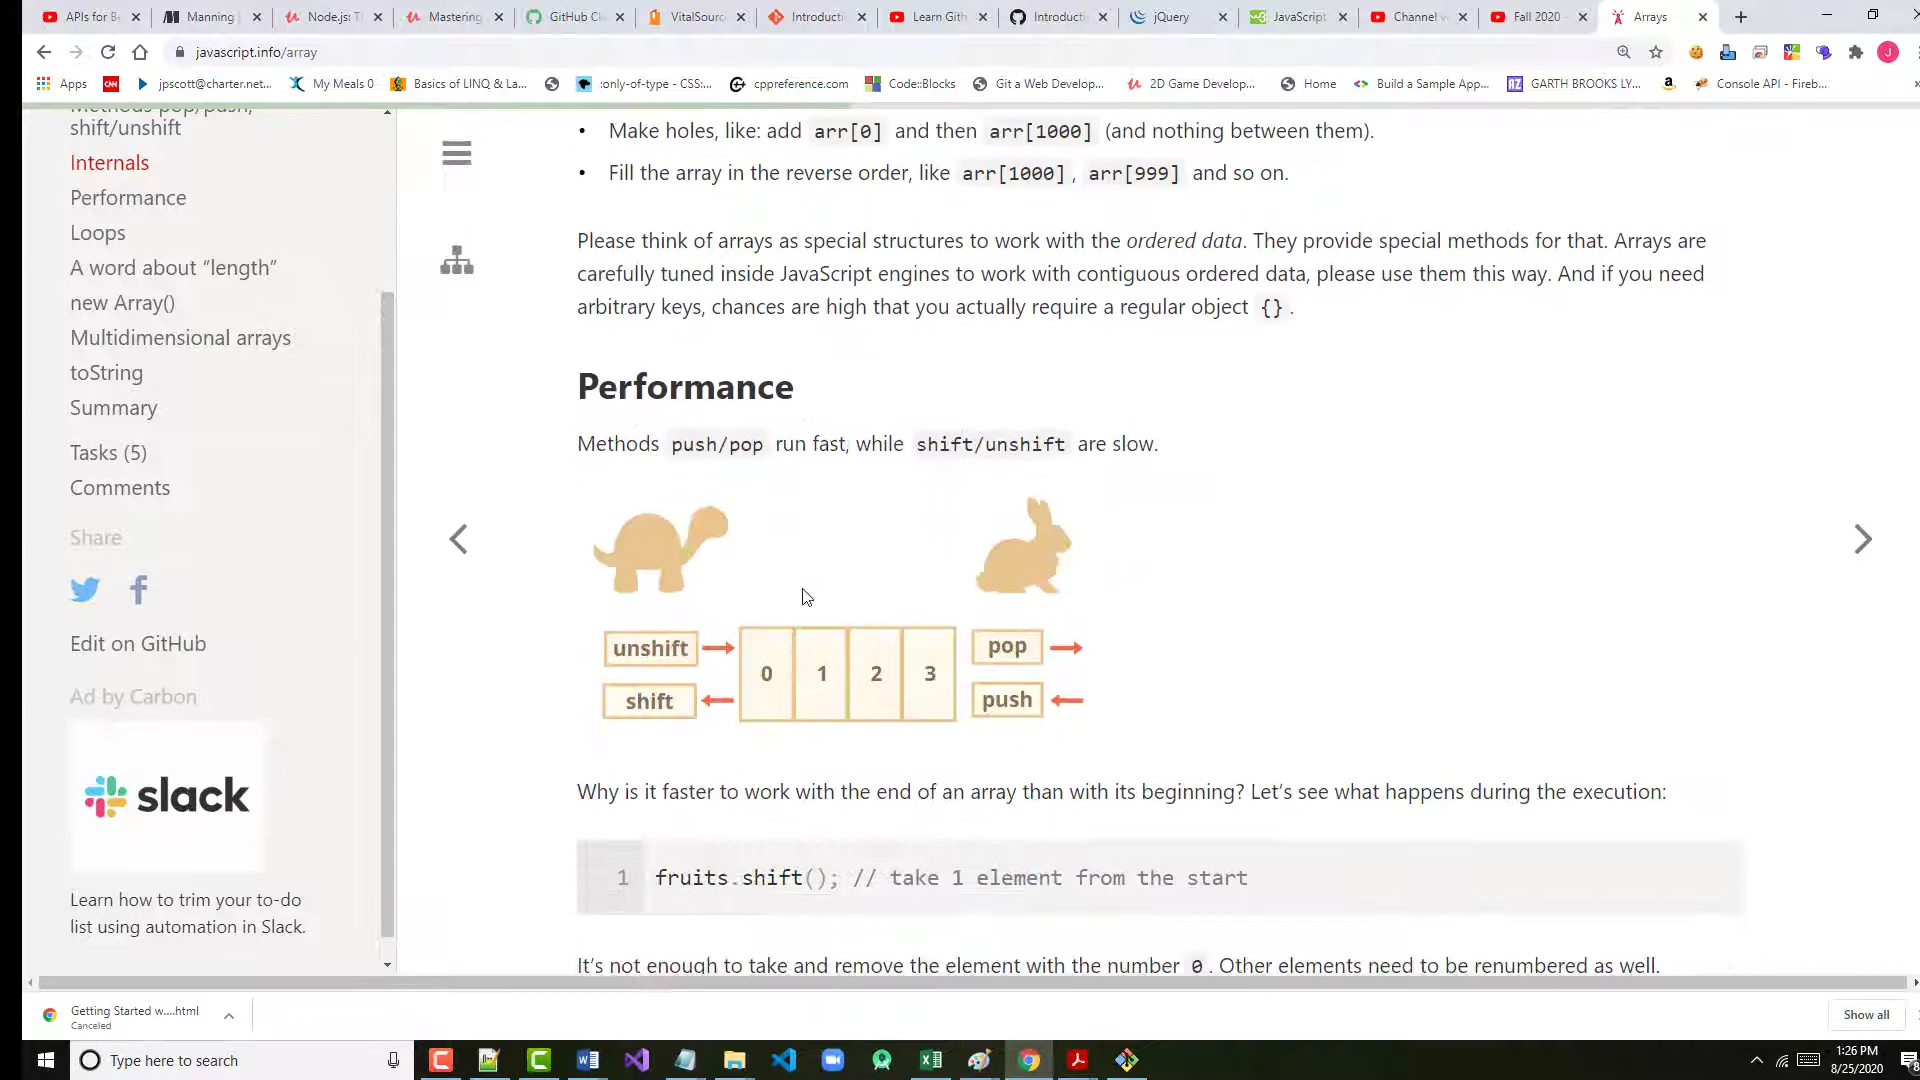 APIs for B
Manning
Node.js: T
Mastering
GitHub Cl
VitalSourc
Introducti
Learn Gith
Introducti
jQuery
JavaScript
Channel v
Fall 2020 -
Arrays
javascript.info/array
Apps
CNN
jpscott@charter.net...
My Meals 0
Basics of LINQ & La...
:only-of-type - CSS:...
cppreference.com
Code::Blocks
Git a Web Develop...
2D Game Develop...
Home
Build a Sample App...
GARTH BROOKS LY...
Console API - Fireb...
Methods pop/push,
shift/unshift
Internals
Performance
Loops
A word about “length”
new Array()
Multidimensional arrays
toString
Summary
Tasks (5)
Comments
Share
Edit on GitHub
Ad by Carbon
slack
Learn how to trim your to-do
list using automation in Slack.
• Make holes, like: add arr[0] and then arr[1000] (and nothing between them).
• Fill the array in the reverse order, like arr[1000], arr[999] and so on.
Please think of arrays as special structures to work with the ordered data. They provide special methods for that. Arrays are
carefully tuned inside JavaScript engines to work with contiguous ordered data, please use them this way. And if you need
arbitrary keys, chances are high that you actually require a regular object {}.
Performance
Methods push/pop run fast, while shift/unshift are slow.
unshift
shift
0 1 2 3
pop
push
Why is it faster to work with the end of an array than with its beginning? Let’s see what happens during the execution:
1 fruits.shift(); // take 1 element from the start
It’s not enough to take and remove the element with the number 0. Other elements need to be renumbered as well.
Getting Started w....html
Canceled
Show all
Type here to search
1:26 PM
8/25/2020